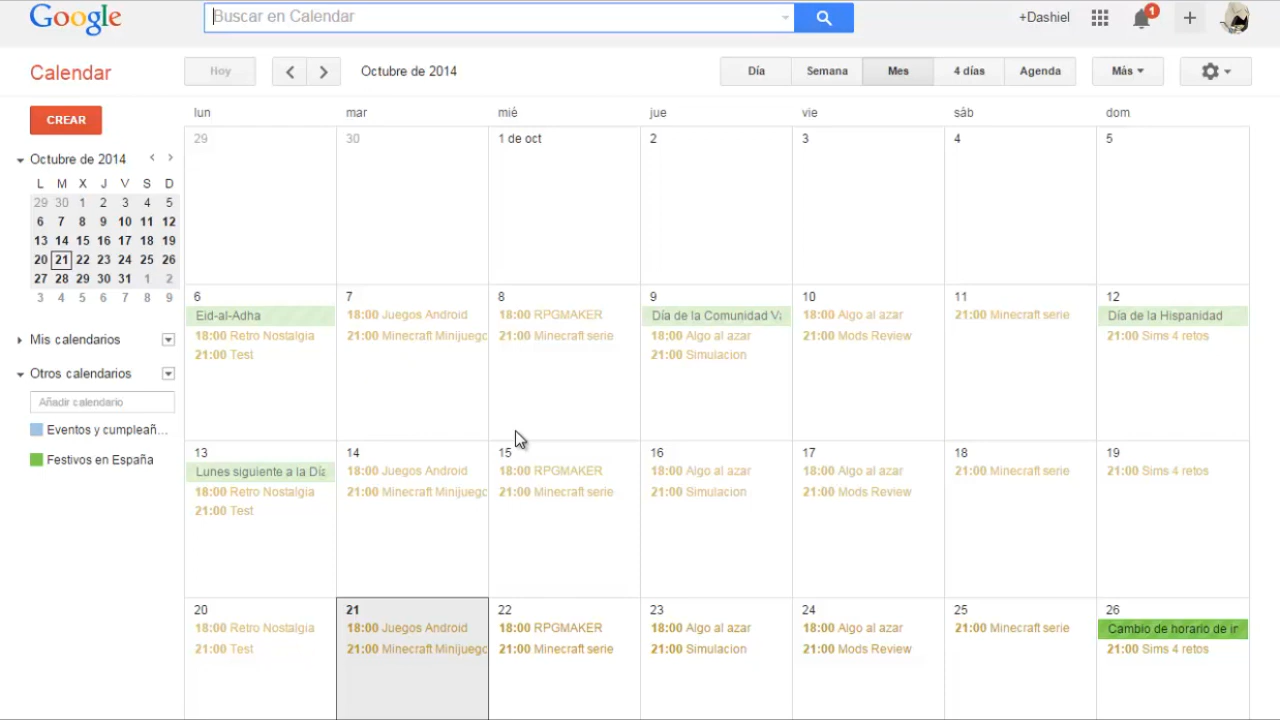 Google
Buscar en Calendar
+Dashiel
1
Calendar
Hoy
Octubre de 2014
Día
Semana
Mes
4 días
Agenda
Más
CREAR
Octubre de 2014
L M X J V S D
29 30 1 2 3 4 5
6 7 8 9 10 11 12
13 14 15 16 17 18 19
20 21 22 23 24 25 26
27 28 29 30 31 1 2
3 4 5 6 7 8 9
Mis calendarios
Otros calendarios
Añadir calendario
Eventos y cumpleañ...
Festivos en España
lun mar mié jue vie sáb dom
29 30 1 de oct 2 3 4 5
6 7 8 9 10 11 12
Eid-al-Adha 18:00 Juegos Android 18:00 RPGMAKER Día de la Comunidad Va 18:00 Algo al azar 21:00 Minecraft serie Día de la Hispanidad
18:00 Retro Nostalgia 21:00 Minecraft Minijuego 21:00 Minecraft serie 18:00 Algo al azar 21:00 Mods Review 21:00 Sims 4 retos
21:00 Test 21:00 Simulacion
13 14 15 16 17 18 19
Lunes siguiente a la Día 18:00 Juegos Android 18:00 RPGMAKER 18:00 Algo al azar 18:00 Algo al azar 21:00 Minecraft serie 21:00 Sims 4 retos
18:00 Retro Nostalgia 21:00 Minecraft Minijuego 21:00 Minecraft serie 21:00 Simulacion 21:00 Mods Review
21:00 Test
20 21 22 23 24 25 26
18:00 Retro Nostalgia 18:00 Juegos Android 18:00 RPGMAKER 18:00 Algo al azar 18:00 Algo al azar 21:00 Minecraft serie Cambio de horario de in
21:00 Test 21:00 Minecraft Minijuego 21:00 Minecraft serie 21:00 Simulacion 21:00 Mods Review 21:00 Sims 4 retos